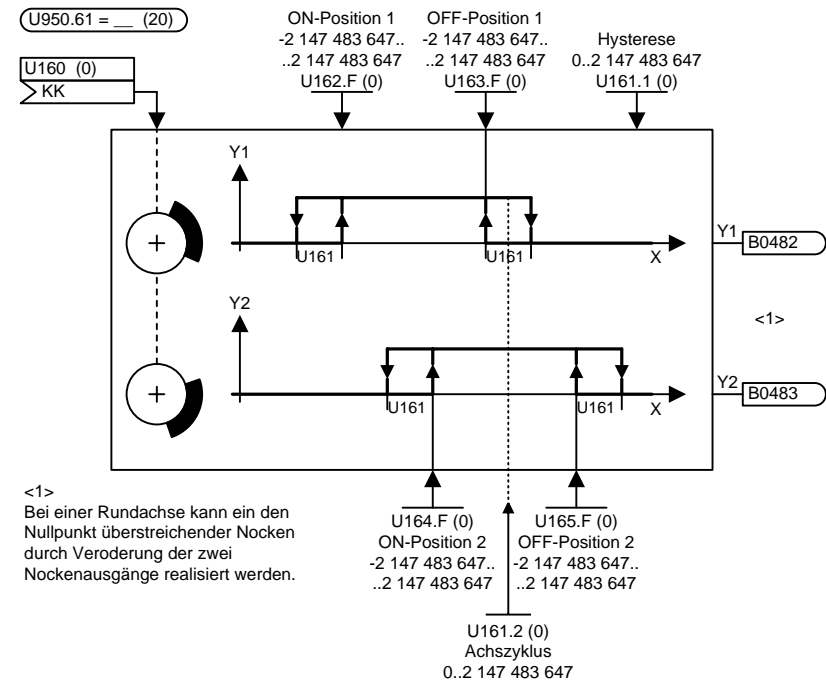 U950.61 = __ (20)
U160 (0)
KK
ON-Position 1
-2 147 483 647..
..2 147 483 647
U162.F (0)
OFF-Position 1
-2 147 483 647..
..2 147 483 647
U163.F (0)
Hysterese
0..2 147 483 647
U161.1 (0)
Y1
U161
U161
X
Y1
B0482
<1>
Y2
U161
U161
X
Y2
B0483
<1>
Bei einer Rundachse kann ein den
Nullpunkt überstreichender Nocken
durch Veroderung der zwei
Nockenausgänge realisiert werden.
U164.F (0)
ON-Position 2
-2 147 483 647..
..2 147 483 647
U165.F (0)
OFF-Position 2
-2 147 483 647..
..2 147 483 647
U161.2 (0)
Achszyklus
0..2 147 483 647